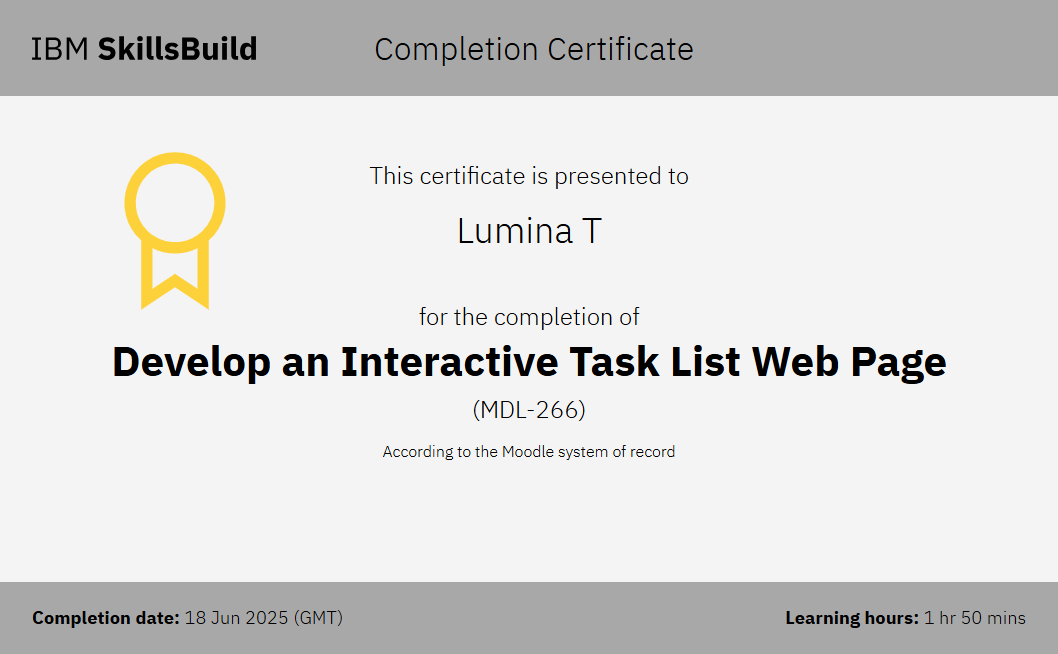 IBM SkillsBuild
Completion Certificate
This certificate is presented to
Lumina T
for the completion of
Develop an Interactive Task List Web Page
(MDL-266)
According to the Moodle system of record
Completion date: 18 Jun 2025 (GMT)
Learning hours: 1 hr 50 mins